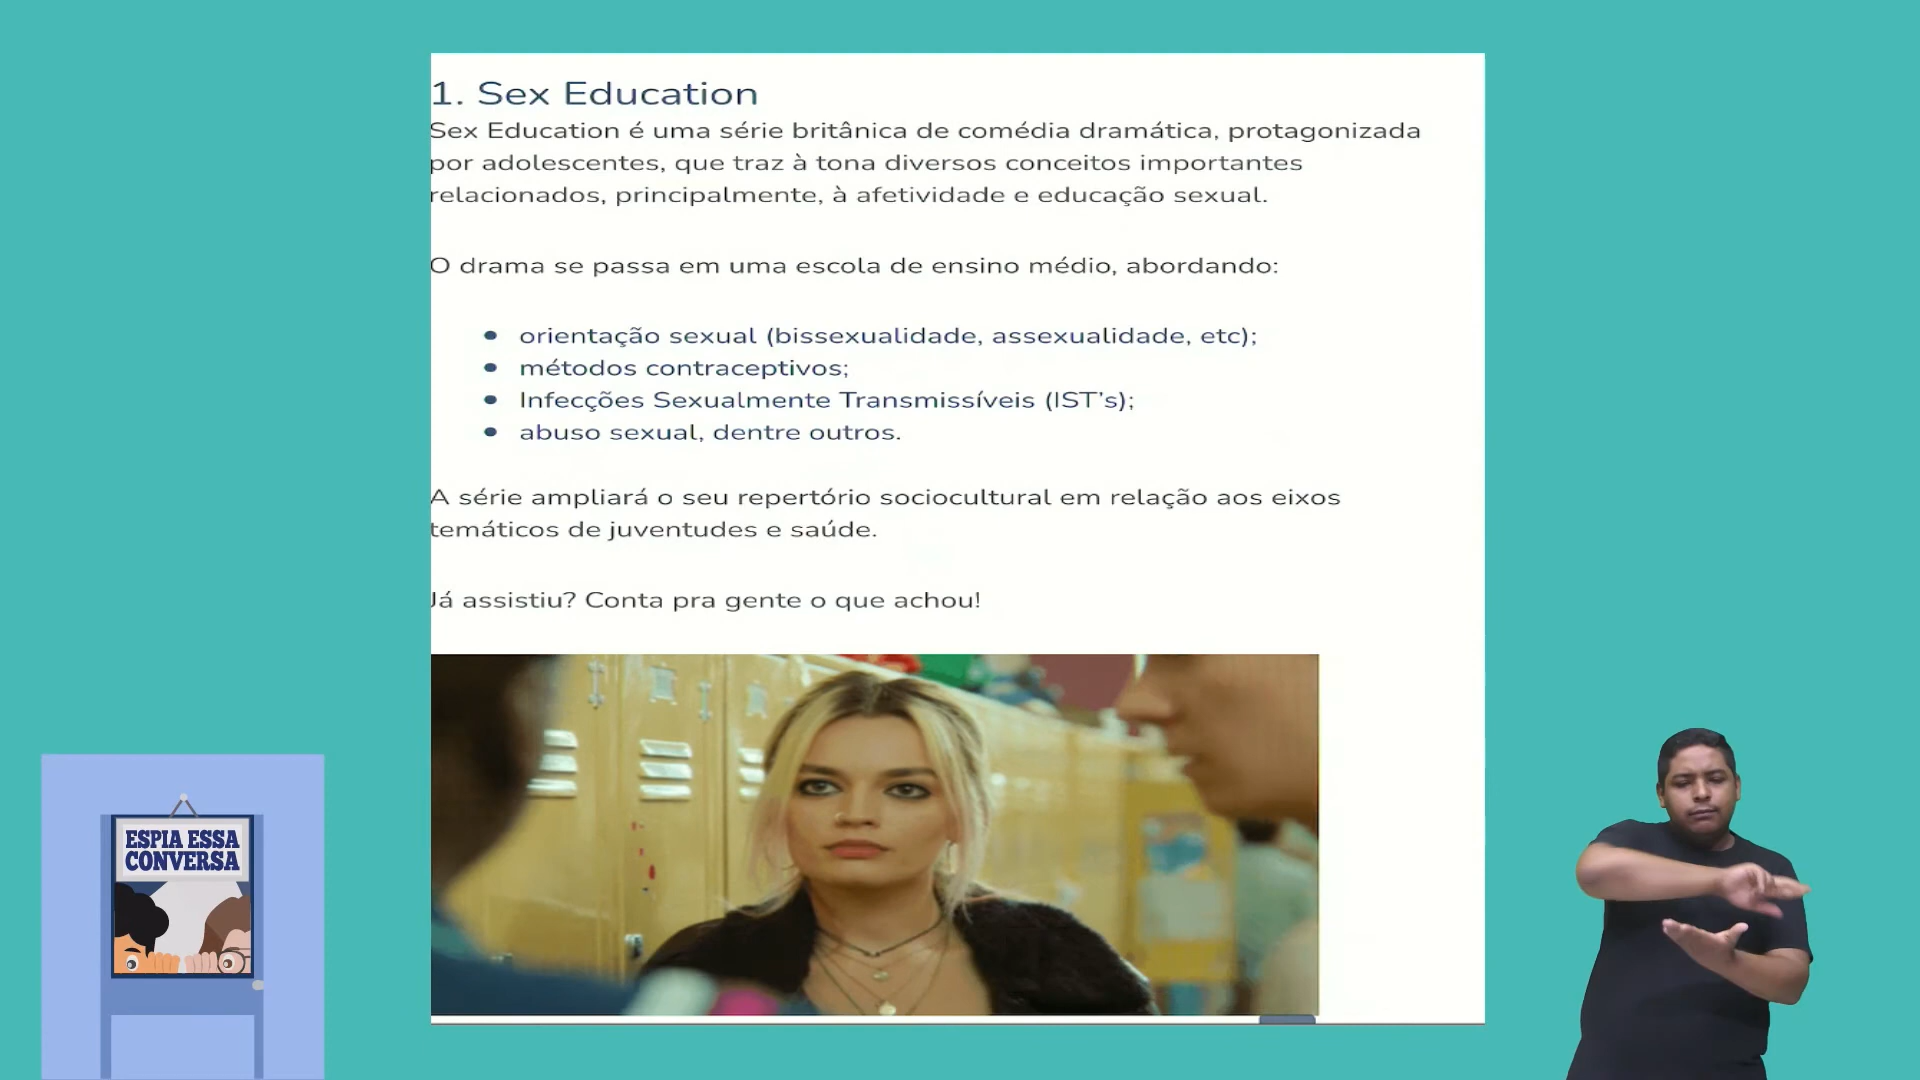 1. Sex Education
Sex Education é uma série britânica de comédia dramática, protagonizada
por adolescentes, que traz à tona diversos conceitos importantes
relacionados, principalmente, à afetividade e educação sexual.
O drama se passa em uma escola de ensino médio, abordando:
• orientação sexual (bissexualidade, assexualidade, etc);
• métodos contraceptivos;
• Infecções Sexualmente Transmissíveis (IST’s);
• abuso sexual, dentre outros.
A série ampliará o seu repertório sociocultural em relação aos eixos
temáticos de juventudes e saúde.
Já assistiu? Conta pra gente o que achou!
ESPIA ESSA
CONVERSA